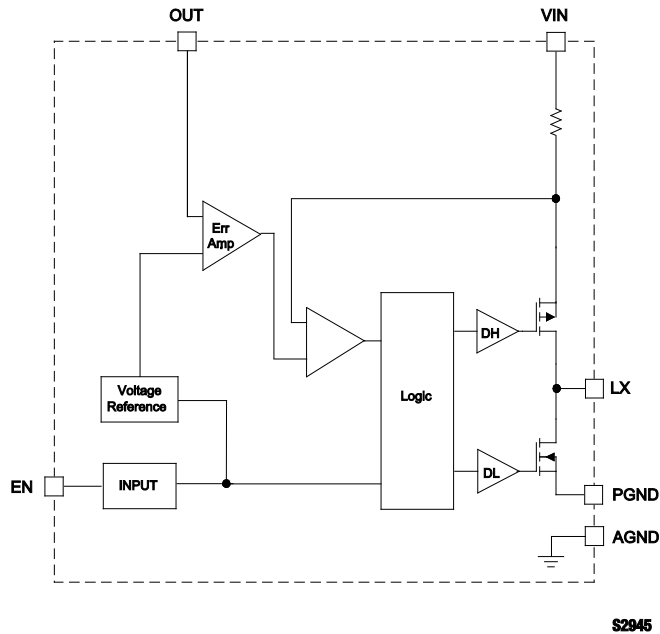 OUT
VIN
Err
Amp
DH
Voltage
Reference
Logic
LX
EN
INPUT
DL
PGND
AGND
S2945